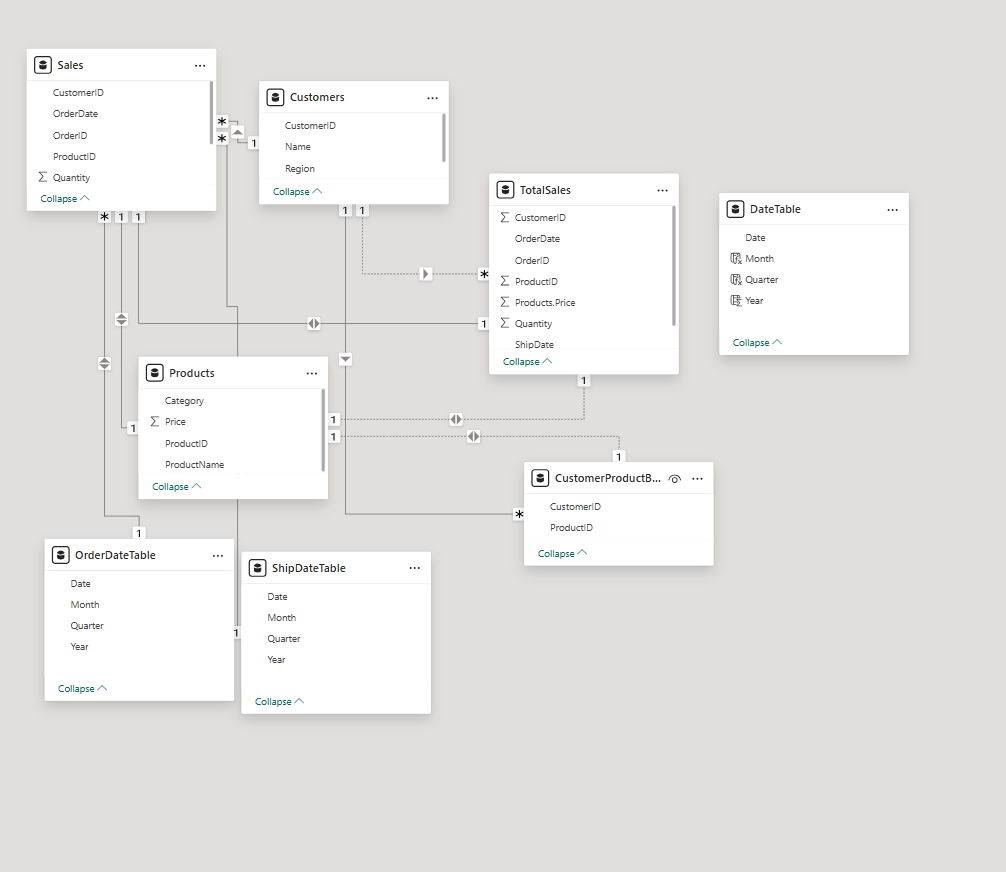 Sales
CustomerID
OrderDate
OrderID
ProductID
Quantity
Collapse
Customers
CustomerID
Name
Region
Collapse
TotalSales
CustomerID
OrderDate
OrderID
ProductID
Products.Price
Quantity
ShipDate
Collapse
DateTable
Date
Month
Quarter
Year
Collapse
Products
Category
Price
ProductID
ProductName
Collapse
CustomerProductB...
CustomerID
ProductID
Collapse
OrderDateTable
Date
Month
Quarter
Year
Collapse
ShipDateTable
Date
Month
Quarter
Year
Collapse
* 
*
1
*
1
1
1
1
*
1
1
1
1
1
1
*
1
1